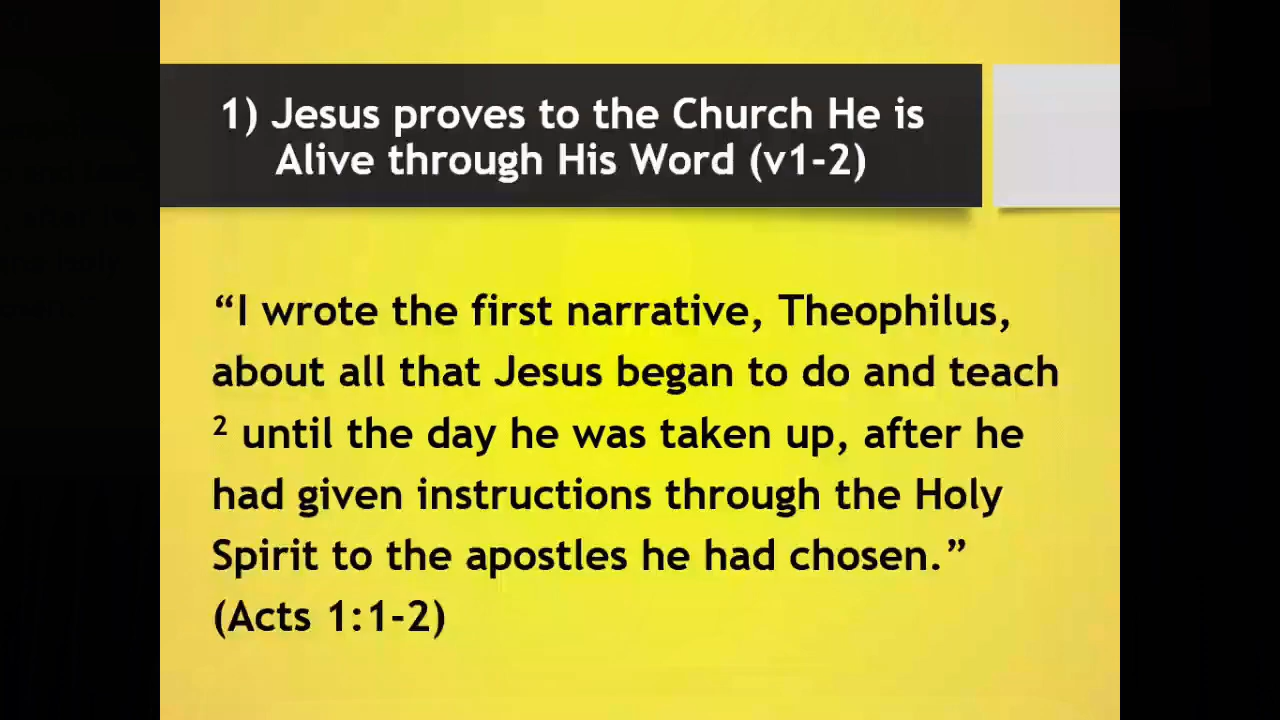 1) Jesus proves to the Church He is
Alive through His Word (v1-2)
“I wrote the first narrative, Theophilus,
about all that Jesus began to do and teach
² until the day he was taken up, after he
had given instructions through the Holy
Spirit to the apostles he had chosen.”
(Acts 1:1-2)